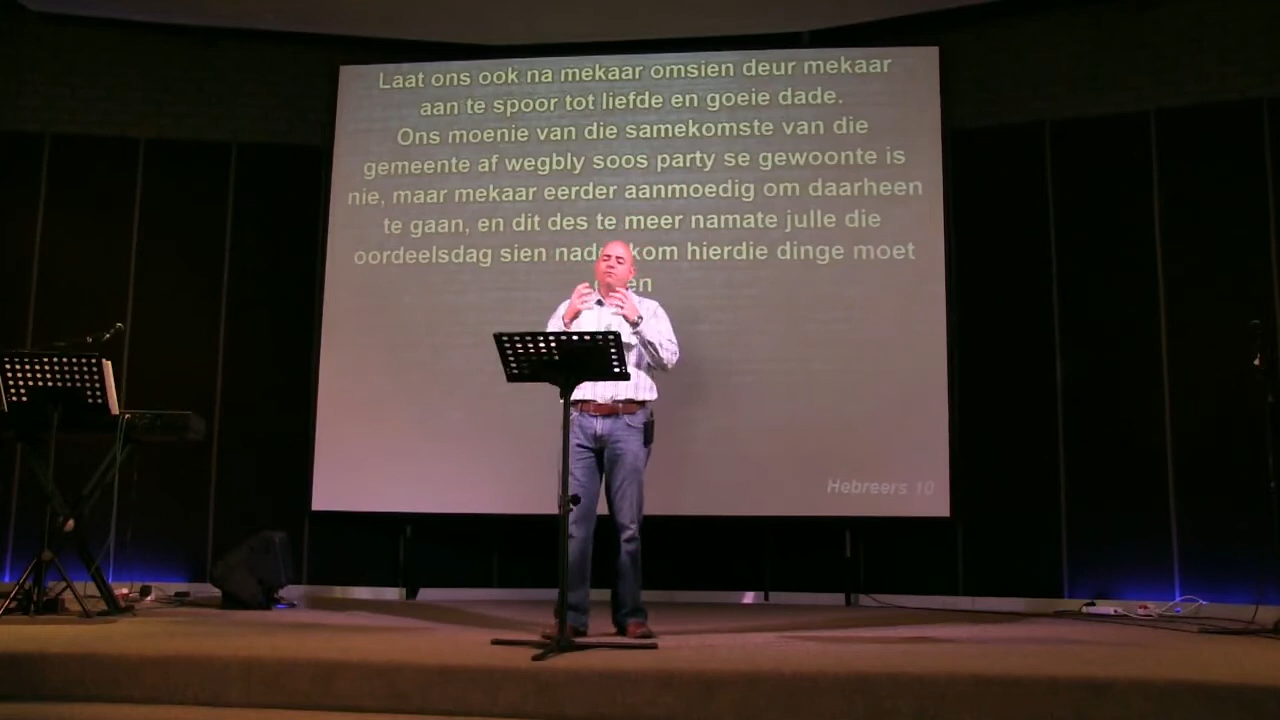 Laat ons ook na mekaar omsien deur mekaar
aan te spoor tot liefde en goeie dade.
Ons moenie van die samekomste van die
gemeente af wegbly soos party se gewoonte is
nie, maar mekaar eerder aanmoedig om daarheen
te gaan, en dit des te meer namate julle die
oordeelsdag sien kom hierdie dinge moet
Hebreers 10